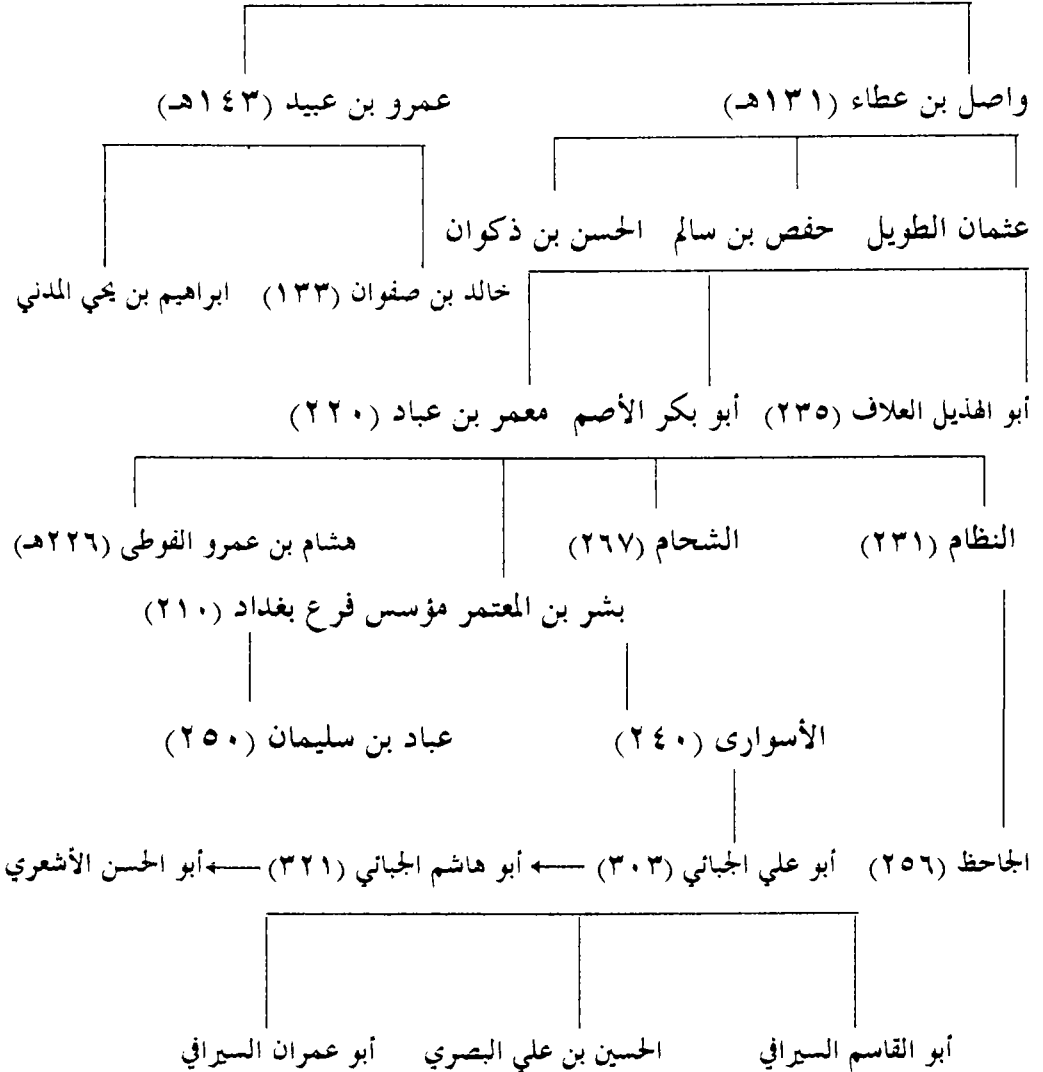 واصل بن عطاء (١٣١هـ) عمرو بن عبيد (١٤٣هـ)
عثمان الطويل حفص بن سالم الحسن بن ذكوان
خالد بن صفوان (١٣٣) ابراهيم بن يحي المدني
أبو الهذيل العلاف (٢٣٥) أبو بكر الأصم معمر بن عباد (٢٢٠)
النظام (٢٣١) الشحام (٢٦٧) هشام بن عمرو الفوطى (٢٢٦هـ)
بشر بن المعتمر مؤسس فرع بغداد (٢١٠)
الأسوارى (٢٤٠) عباد بن سليمان (٢٥٠)
الجاحظ (٢٥٦) أبو علي الجبائي (٣٠٣) ← أبو هاشم الجبائي (٣٢١) ← أبو الحسن الأشعري
أبو القاسم السيرافي الحسين بن علي البصري أبو عمران السيرافي